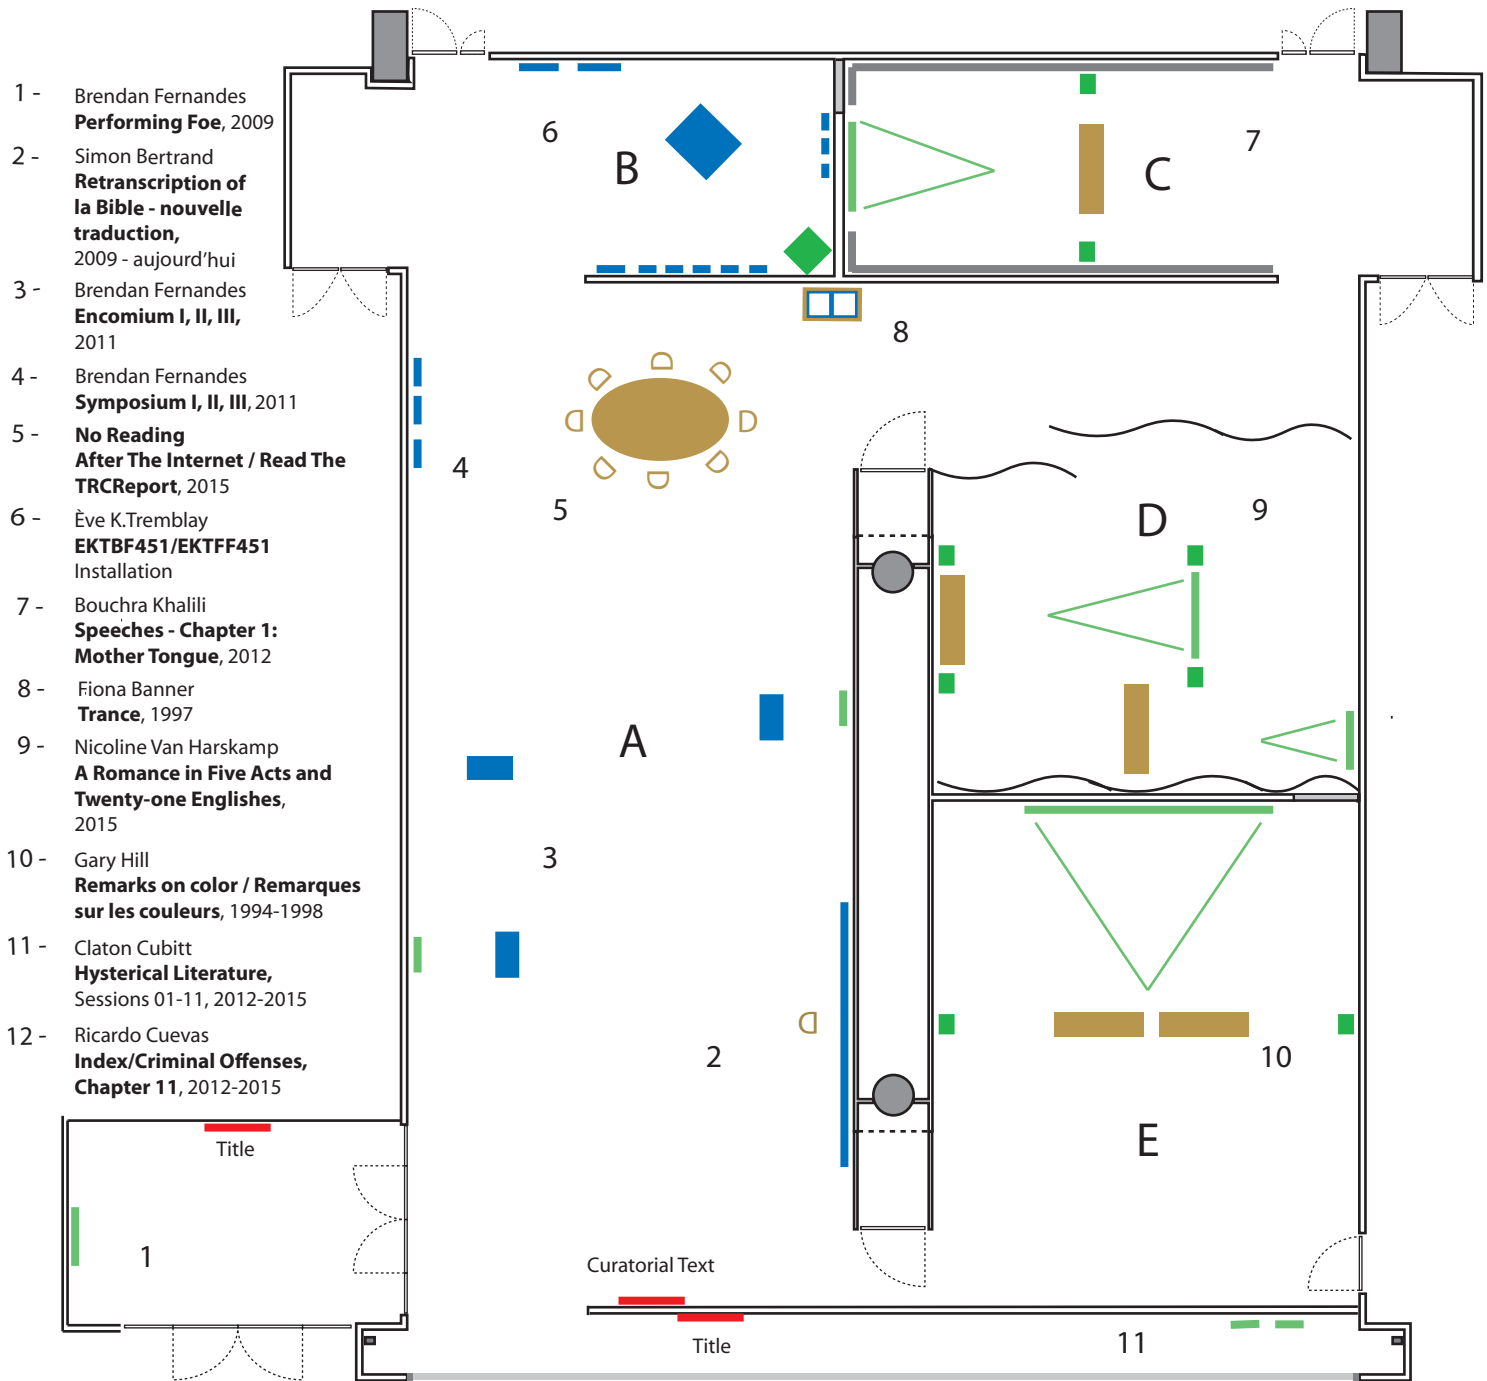 1 - Brendan Fernandes
Performing Foe, 2009
2 - Simon Bertrand
Retranscription of
la Bible - nouvelle
traduction,
2009 - aujourd'hui
3 - Brendan Fernandes
Encomium I, II, III,
2011
4 - Brendan Fernandes
Symposium I, II, III, 2011
5 - No Reading
After The Internet / Read The
TRCReport, 2015
6 - Ève K.Tremblay
EKTBF451/EKTFF451
Installation
7 - Bouchra Khalili
Speeches - Chapter 1:
Mother Tongue, 2012
8 - Fiona Banner
Trance, 1997
9 - Nicoline Van Harskamp
A Romance in Five Acts and
Twenty-one Englishes,
2015
10 - Gary Hill
Remarks on color / Remarques
sur les couleurs, 1994-1998
11 - Claton Cubitt
Hysterical Literature,
Sessions 01-11, 2012-2015
12 - Ricardo Cuevas
Index/Criminal Offenses,
Chapter 11, 2012-2015
6
B
C
7
8
4
5
D
9
A
3
2
10
E
Title
1
Curatorial Text
Title
11